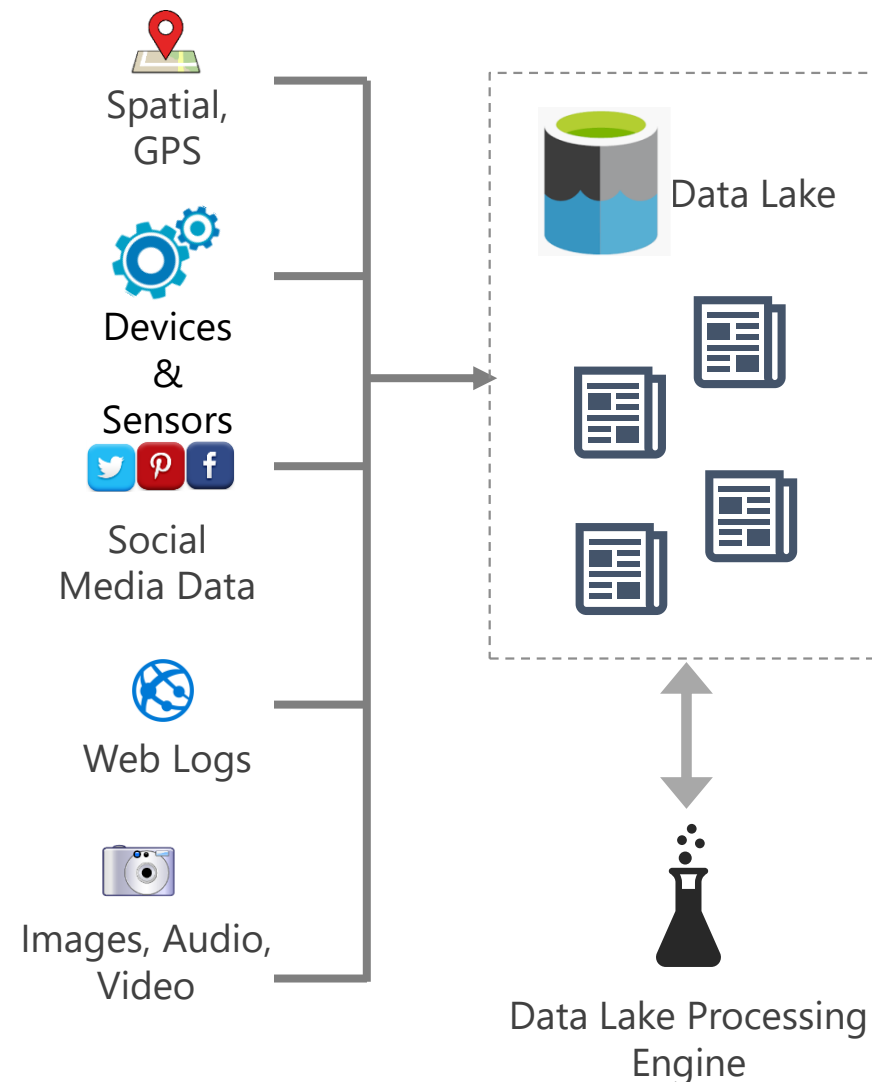 Spatial,
GPS
Devices
&
Sensors
Social
Media Data
Web Logs
Images, Audio,
Video
Data Lake
Data Lake Processing
Engine